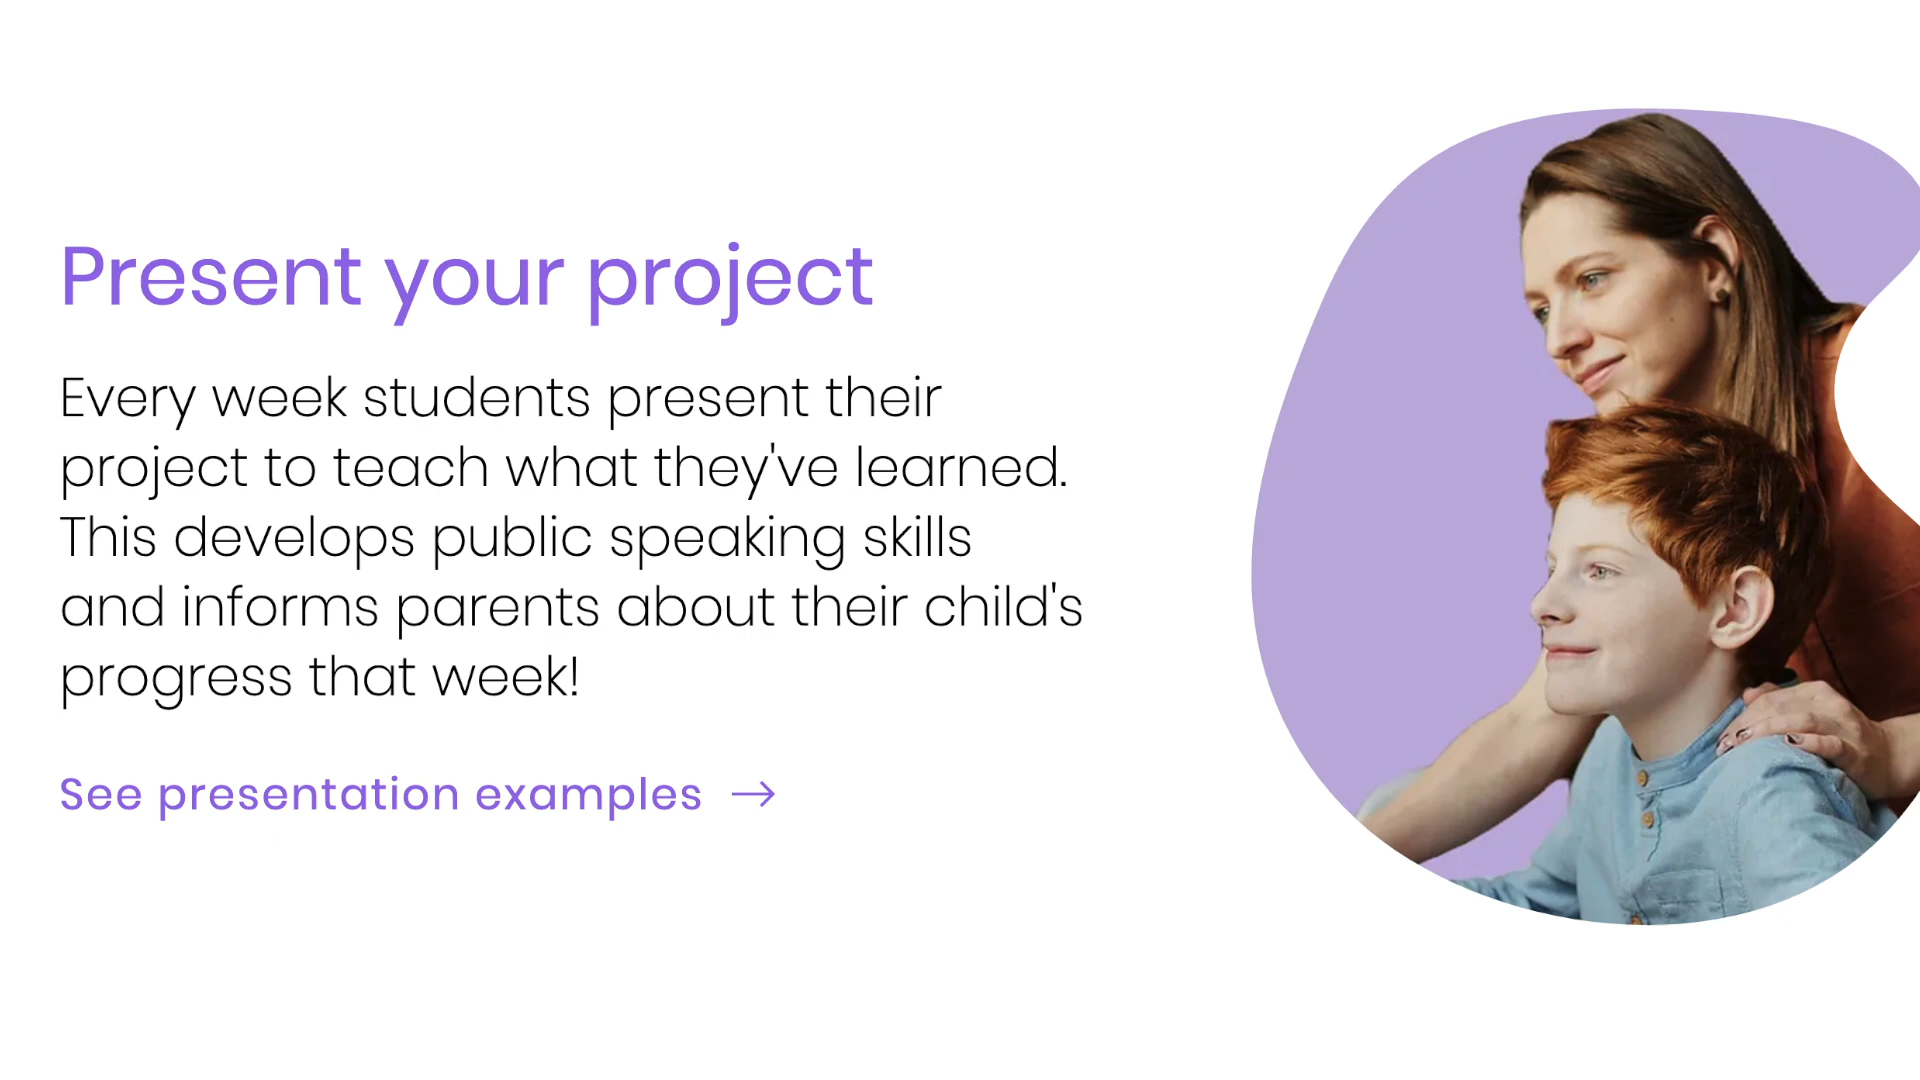 Present your project
Every week students present their
project to teach what they've learned.
This develops public speaking skills
and informs parents about their child's
progress that week!
See presentation examples →